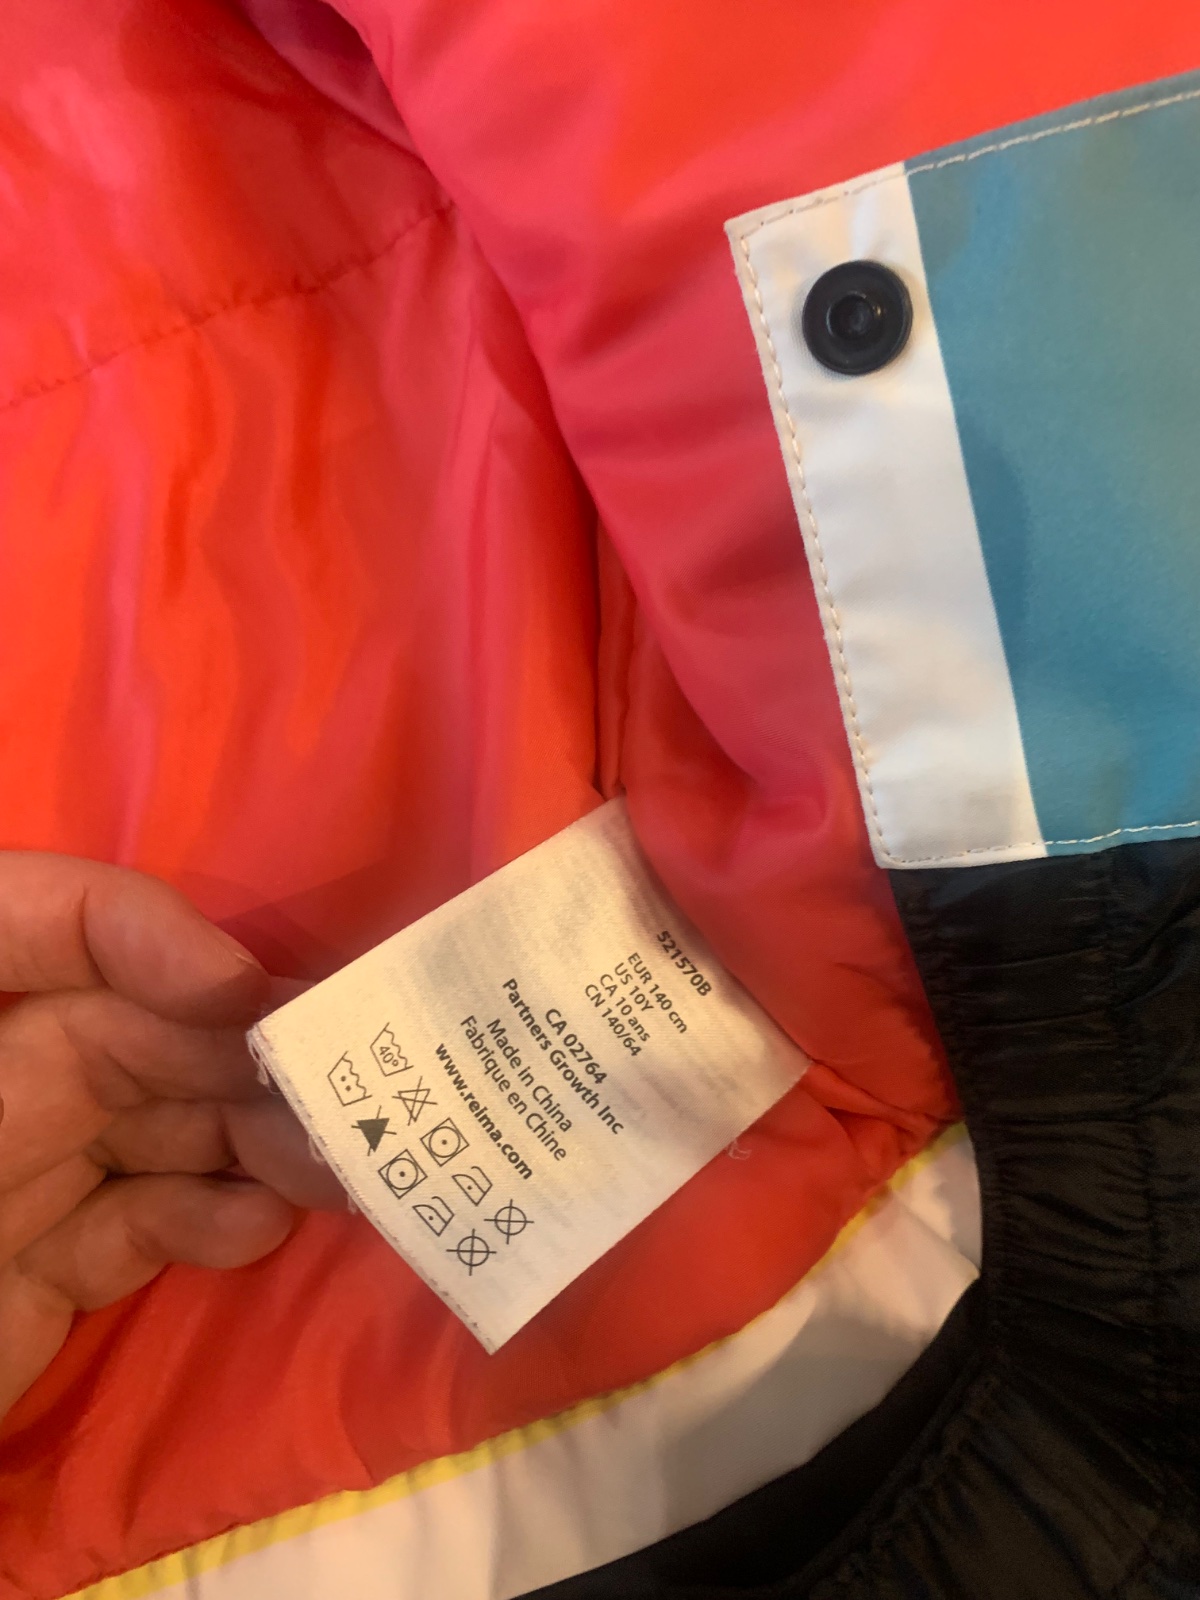 521570B
EUR 140 cm
US 10Y
CA 10 ans
CN 140/64
CA 02764
Partners Growth Inc
Made in China
Fabrique en Chine
www.reima.com
40°